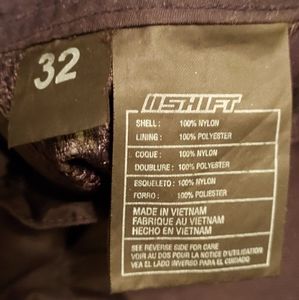 32
SHIFT
SHELL: 100% NYLON
LINING: 100% POLYESTER
COQUE: 100% NYLON
DOUBLURE: 100% POLYESTER
ESQUELETO: 100% NYLON
FORRO: 100% POLIESTER
MADE IN VIETNAM
FABRIQUE AU VIETNAM
HECHO EN VIETNAM
SEE REVERSE SIDE FOR CARE
VOIR AU DOS POUR LA NOTICE D'UTILISATION
VEA EL LADO INVERSO PARA EL CUIDADO